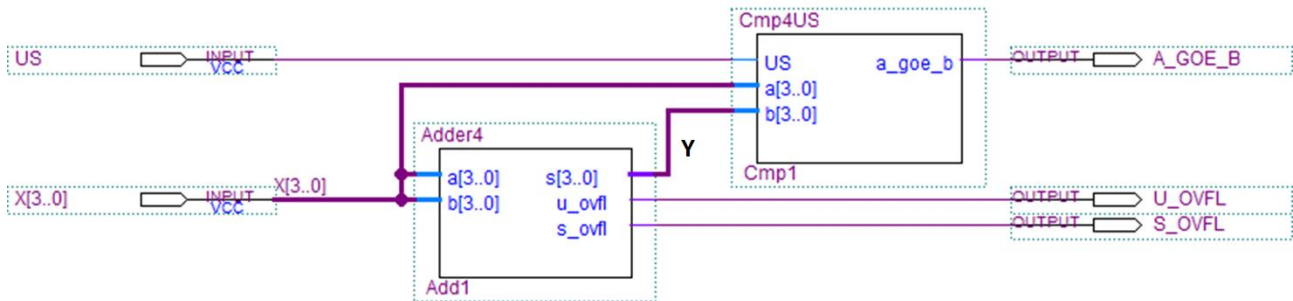 Cmp4US
US
INPUT
VCC
US
a_goe_b
OUTPUT
A_GOE_B
a[3..0]
b[3..0]
Adder4
Y
Cmp1
X[3..0]
INPUT
VCC
X[3..0]
a[3..0]
s[3..0]
b[3..0]
u_ovfl
OUTPUT
U_OVFL
s_ovfl
OUTPUT
S_OVFL
Add1